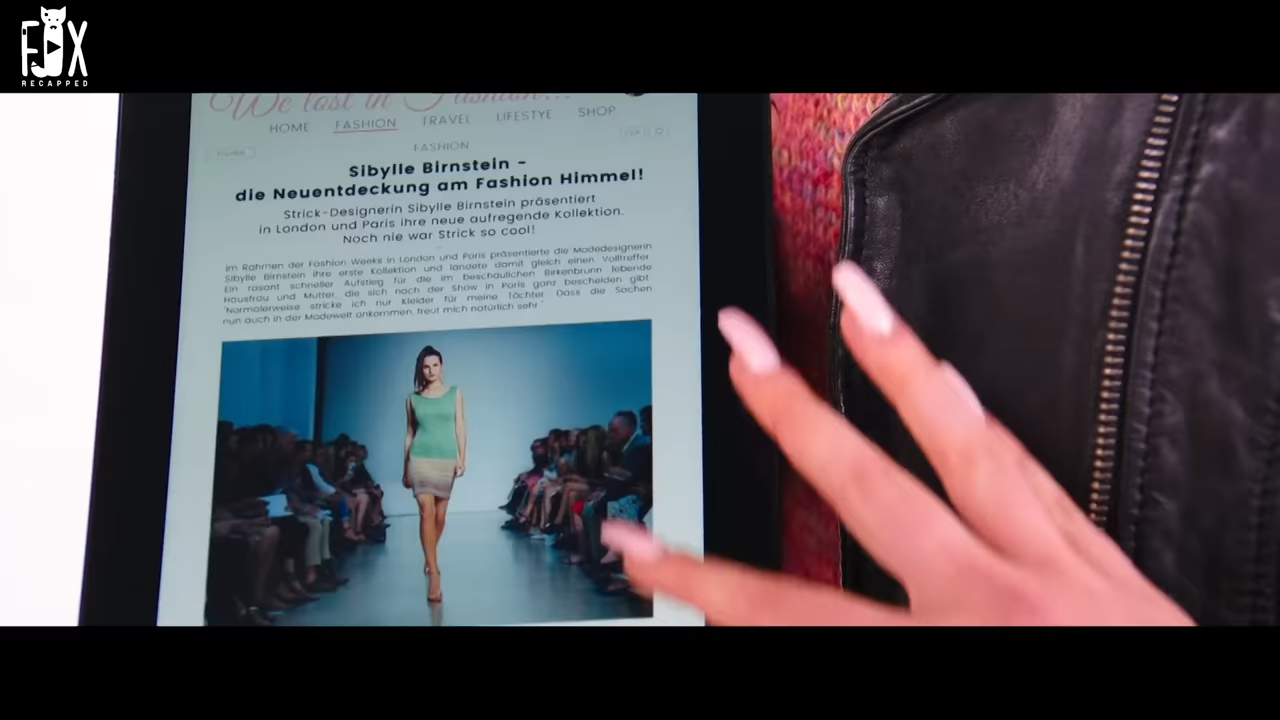 FOX
RECAPPED
We lost in Fashion...
HOME FASHION TRAVEL LIFESTYE SHOP
FASHION
Sibylle Birnstein -
die Neuentdeckung am Fashion Himmel!
Strick-Designerin Sibylle Birnstein präsentiert
in London und Paris ihre neue aufregende Kollektion.
Noch nie war Strick so cool!
Im Rahmen der Fashion Weeks in London und Paris präsentierte die Modedesignerin
Sibylle Birnstein ihre erste Kollektion und landete damit gleich einen Volltreffer
Ein rasant schneller Aufstieg für die im beschaulichen Birkenbrunn lebende
Hausfrau und Mutter, die sich nach der Show in Paris ganz bescheiden gibt.
"Normalerweise stricke ich nur Kleider für meine Töchter. Dass die Sachen
nun auch in der Modewelt ankommen, freut mich natürlich sehr."